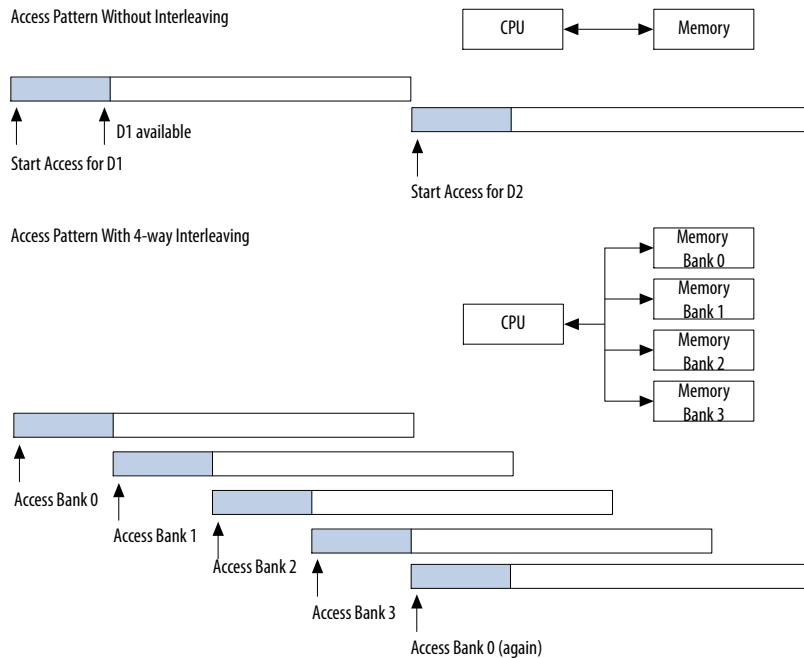 Access Pattern Without Interleaving
CPU
Memory
D1 available
Start Access for D1
Start Access for D2
Access Pattern With 4-way Interleaving
Memory
Bank 0
Memory
Bank 1
CPU
Memory
Bank 2
Memory
Bank 3
Access Bank 0
Access Bank 1
Access Bank 2
Access Bank 3
Access Bank 0 (again)